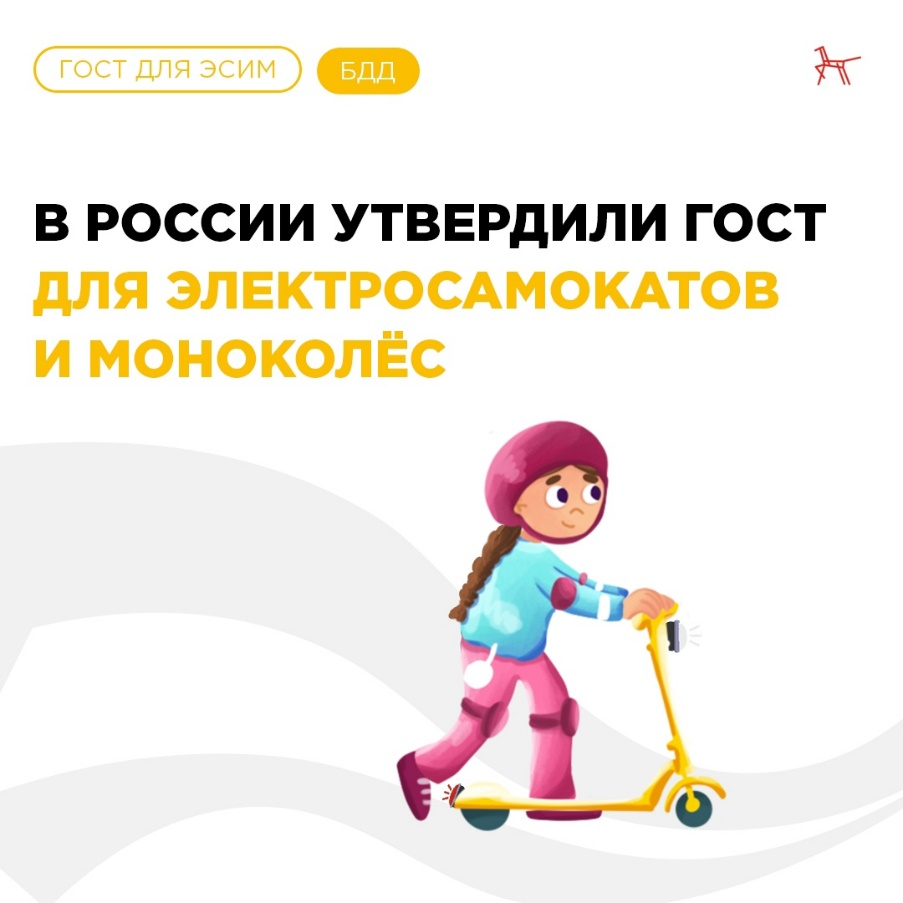 ГОСТ ДЛЯ ЭСИМ
БДД
В РОССИИ УТВЕРДИЛИ ГОСТ
ДЛЯ ЭЛЕКТРОСАМОКАТОВ
И МОНОКОЛЁС